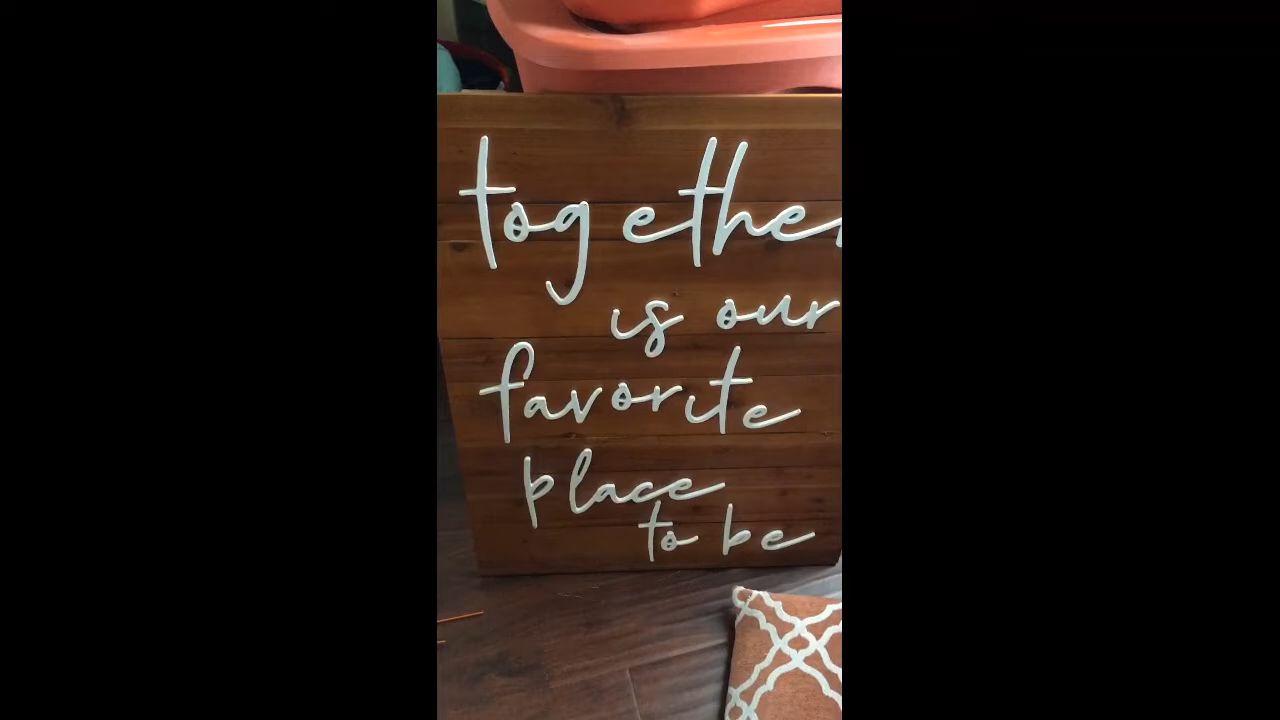 together
is our
favorite
place
to be